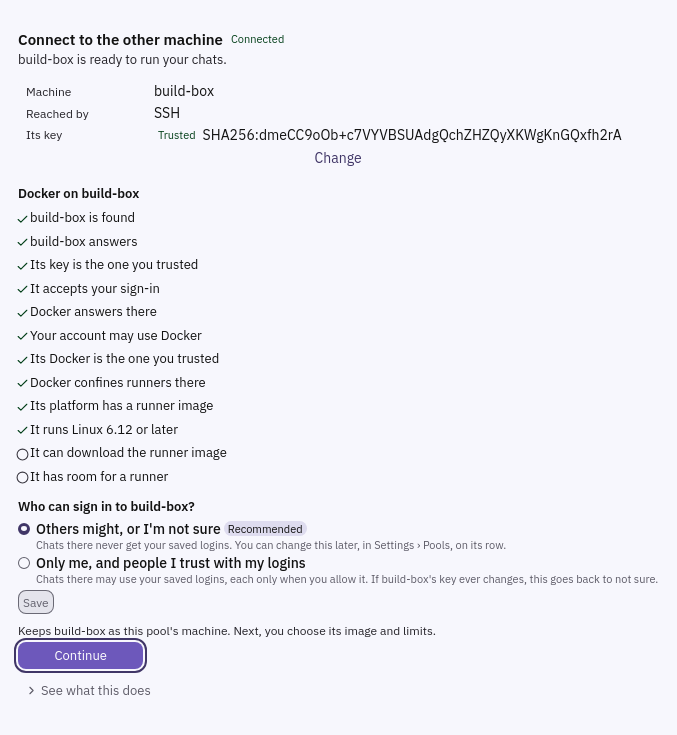 Connect to the other machine Connected
build-box is ready to run your chats.
Machine build-box
Reached by SSH
Its key Trusted SHA256:dmeCC9oOb+c7VYVBSUAdgQchZHZQyXKWgKnGQxfh2rA
Change
Docker on build-box
build-box is found
build-box answers
Its key is the one you trusted
It accepts your sign-in
Docker answers there
Your account may use Docker
Its Docker is the one you trusted
Docker confines runners there
Its platform has a runner image
It runs Linux 6.12 or later
It can download the runner image
It has room for a runner
Who can sign in to build-box?
Others might, or I'm not sure Recommended
Chats there never get your saved logins. You can change this later, in Settings › Pools, on its row.
Only me, and people I trust with my logins
Chats there may use your saved logins, each only when you allow it. If build-box's key ever changes, this goes back to not sure.
Save
Keeps build-box as this pool's machine. Next, you choose its image and limits.
Continue
See what this does